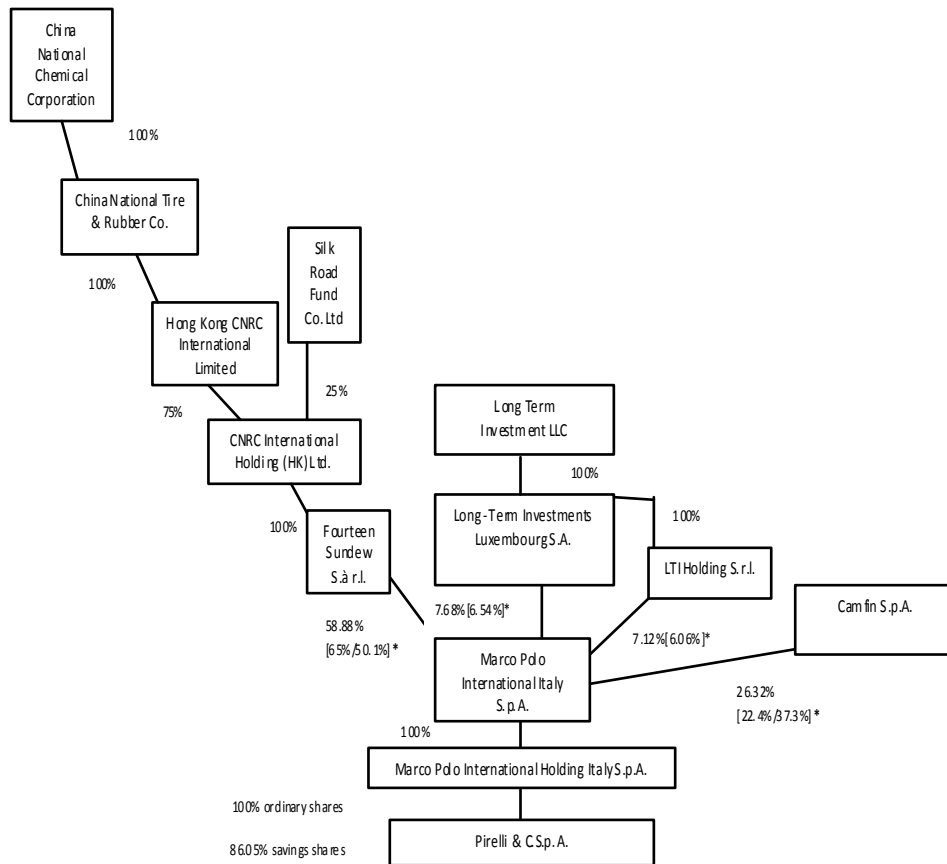 China
National
Chemical
Corporation
100%
China National Tire
& Rubber Co.
100%
Silk
Road
Fund
Co. Ltd
Hong Kong CNRC
International
Limited
75%
25%
CNRC International
Holding (HK) Ltd.
Long Term
Investment LLC
100%
100%
Fourteen
Sundew
S.à r.l.
Long-Term Investments
Luxembourg S.A.
100%
LTI Holding S.r.l.
Camfin S.p.A.
58.88%
[65%/50.1%]*
7.68%[6.54%]*
7.12%[6.06%]*
Marco Polo
International Italy
S.p.A.
26.32%
[22.4%/37.3%]*
100%
Marco Polo International Holding Italy S.p.A.
100% ordinary shares
86.05% savings shares
Pirelli & C S.p.A.